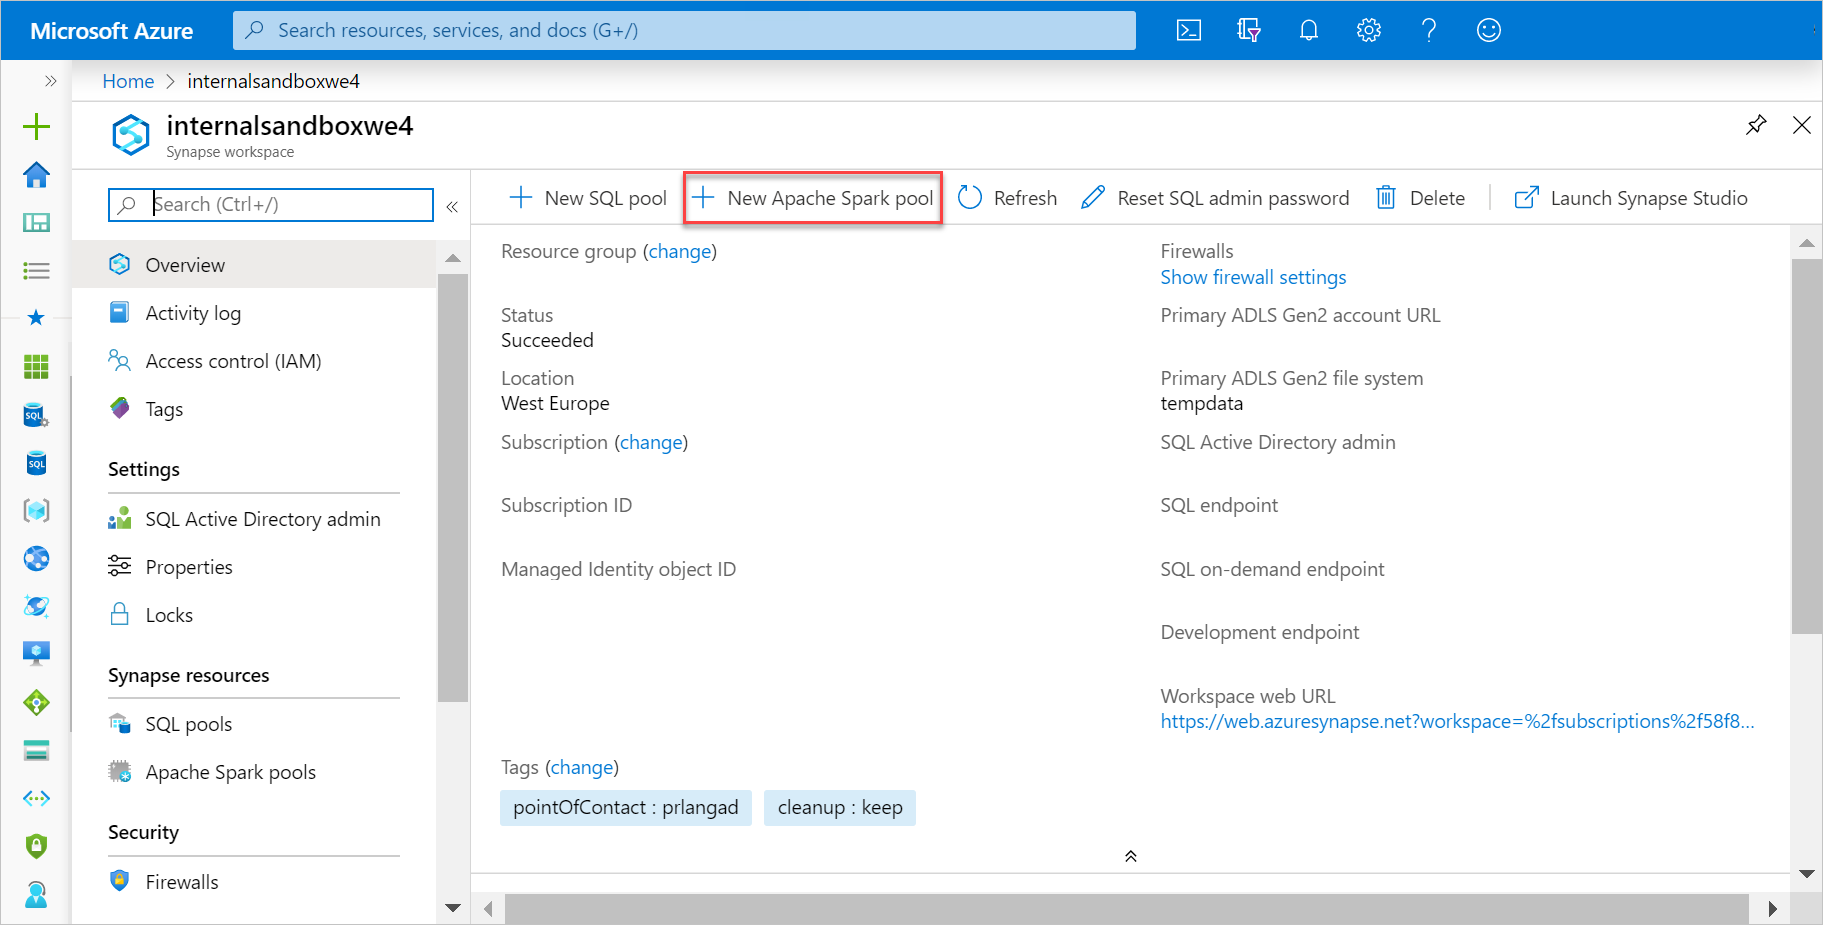 Microsoft Azure
Search resources, services, and docs (G+/)
Home > internalsandboxwe4
internalsandboxwe4
Synapse workspace
Search (Ctrl+/)
Overview
Activity log
Access control (IAM)
Tags
Settings
SQL Active Directory admin
Properties
Locks
Synapse resources
SQL pools
Apache Spark pools
Security
Firewalls
New SQL pool
New Apache Spark pool
Refresh
Reset SQL admin password
Delete
Launch Synapse Studio
Resource group (change)
Status
Succeeded
Location
West Europe
Subscription (change)
Subscription ID
Managed Identity object ID
Firewalls
Show firewall settings
Primary ADLS Gen2 account URL
Primary ADLS Gen2 file system
tempdata
SQL Active Directory admin
SQL endpoint
SQL on-demand endpoint
Development endpoint
Workspace web URL
https://web.azuresynapse.net?workspace=%2fsubscriptions%2f58f8...
Tags (change)
pointOfContact : prlangad
cleanup : keep
SQL
SQL